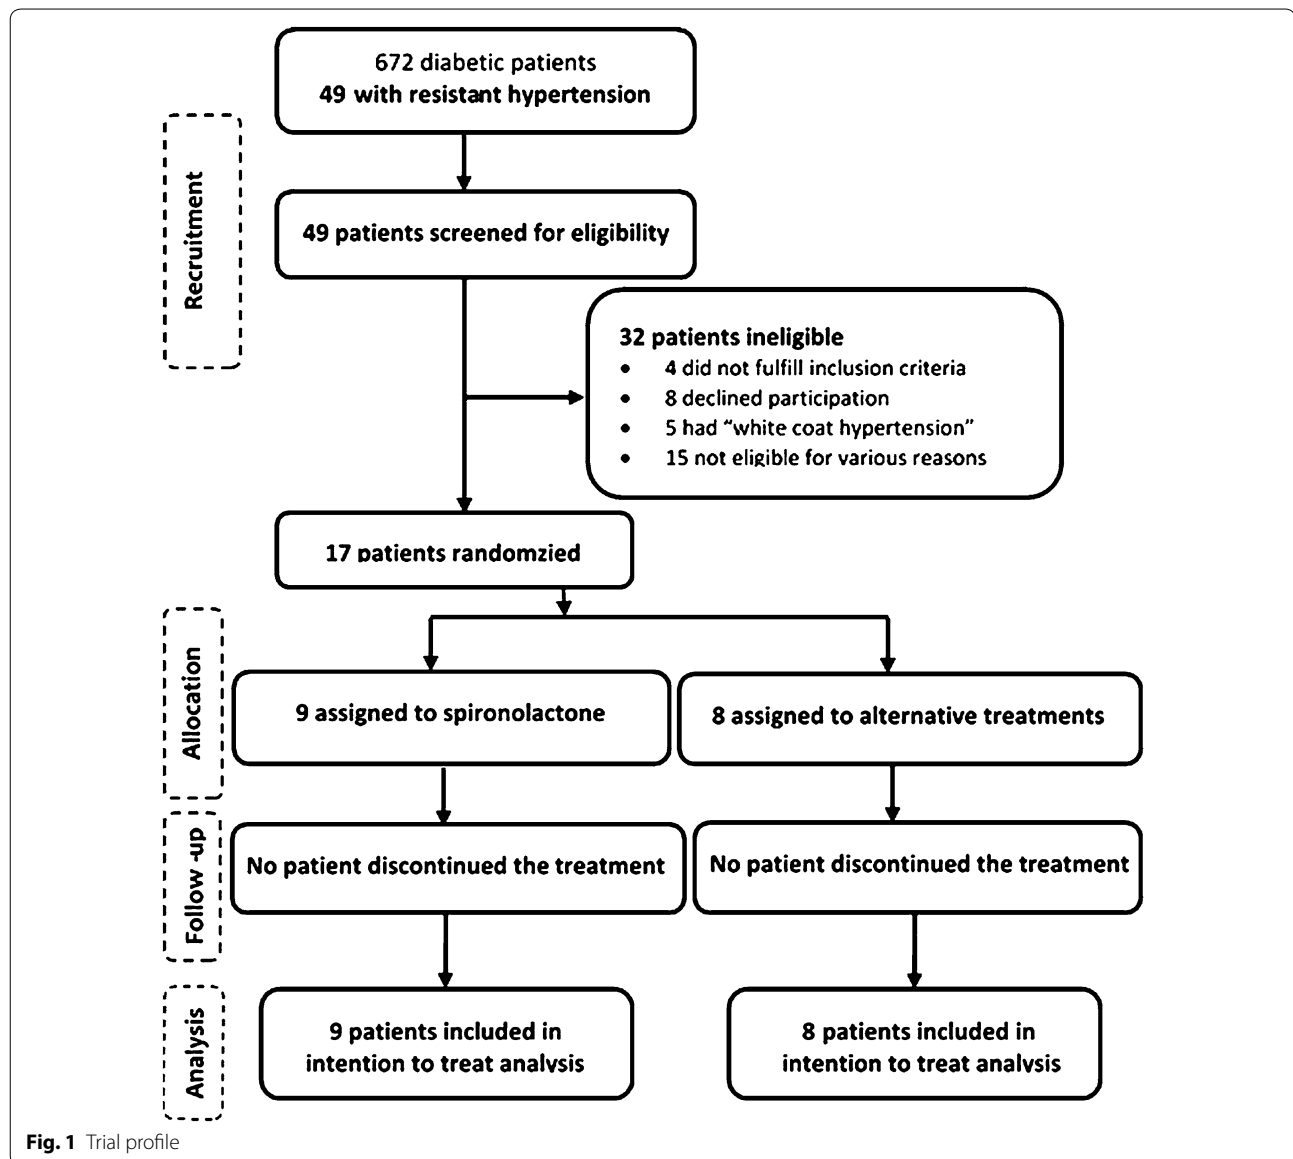 672 diabetic patients
49 with resistant hypertension
Recruitment
49 patients screened for eligibility
32 patients ineligible
• 4 did not fulfill inclusion criteria
• 8 declined participation
• 5 had “white coat hypertension”
• 15 not eligible for various reasons
17 patients randomzied
Allocation
9 assigned to spironolactone
8 assigned to alternative treatments
Follow -up
No patient discontinued the treatment
No patient discontinued the treatment
Analysis
9 patients included in
intention to treat analysis
8 patients included in
intention to treat analysis
Fig. 1 Trial profile